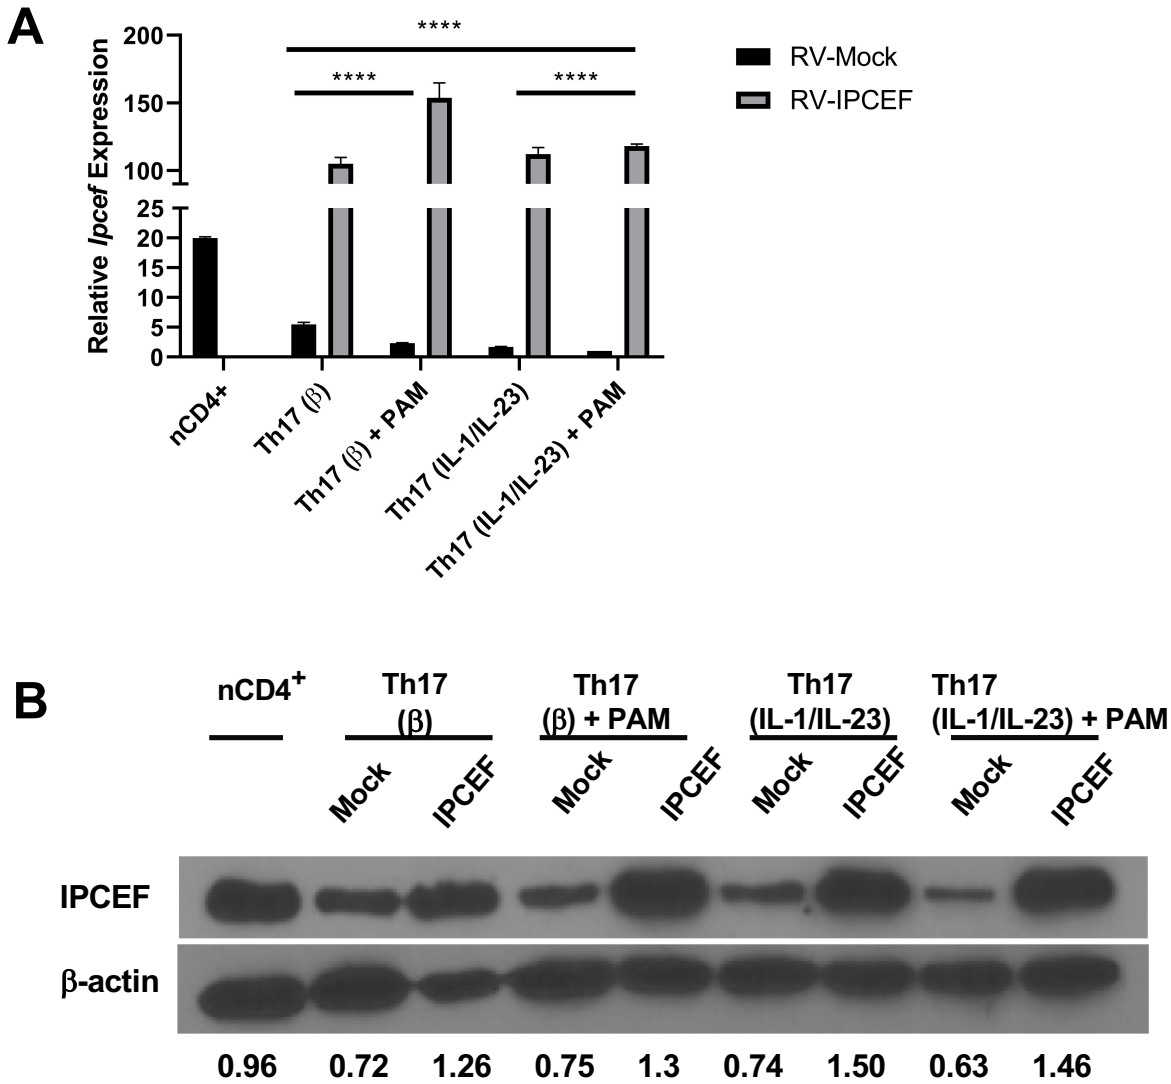 A
Relative Ipcef Expression
200
150
100
25
20
15
10
5
0
****
****
****
RV-Mock
RV-IPCEF
nCD4+
Th17 (β)
Th17 (β) + PAM
Th17 (IL-1/IL-23)
Th17 (IL-1/IL-23) + PAM
B
nCD4+
Th17
(β)
Th17
(β) + PAM
Th17
(IL-1/IL-23)
Th17
(IL-1/IL-23) + PAM
Mock
IPCEF
Mock
IPCEF
Mock
IPCEF
Mock
IPCEF
IPCEF
β-actin
0.96 0.72 1.26 0.75 1.3 0.74 1.50 0.63 1.46